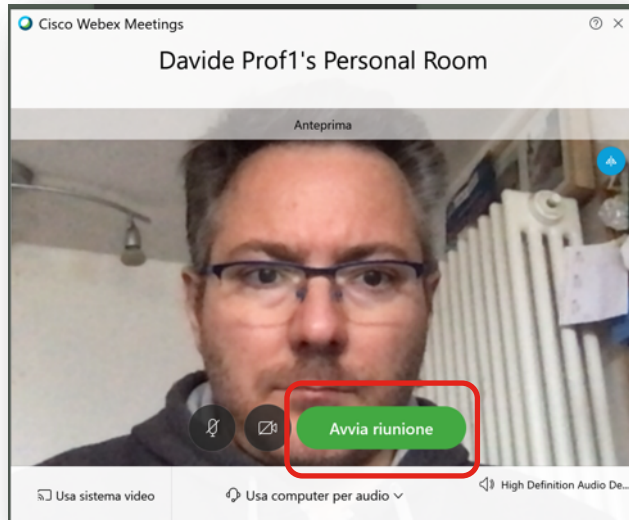 Cisco Webex Meetings
Davide Prof1's Personal Room
Anteprima
Avvia riunione
Usa sistema video
Usa computer per audio
High Definition Audio De...